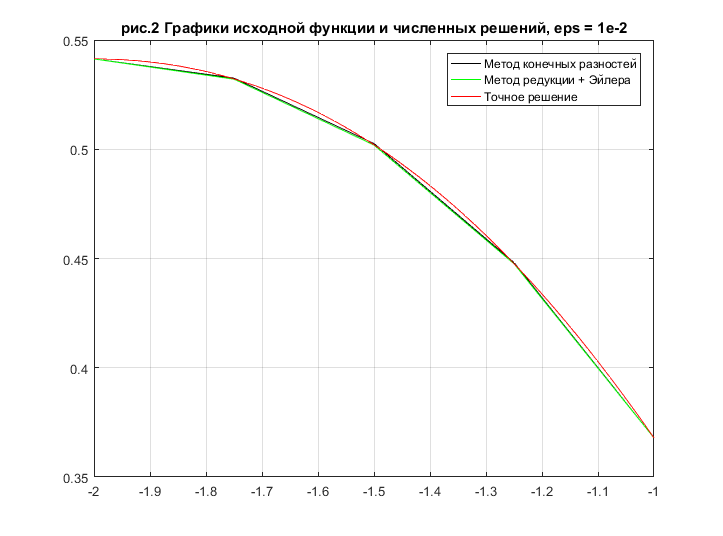 рис.2 Графики исходной функции и численных решений, eps = 1e-2
0.55
Метод конечных разностей
Метод редукции + Эйлера
Точное решение
0.5
0.45
0.4
0.35
-2 -1.9 -1.8 -1.7 -1.6 -1.5 -1.4 -1.3 -1.2 -1.1 -1